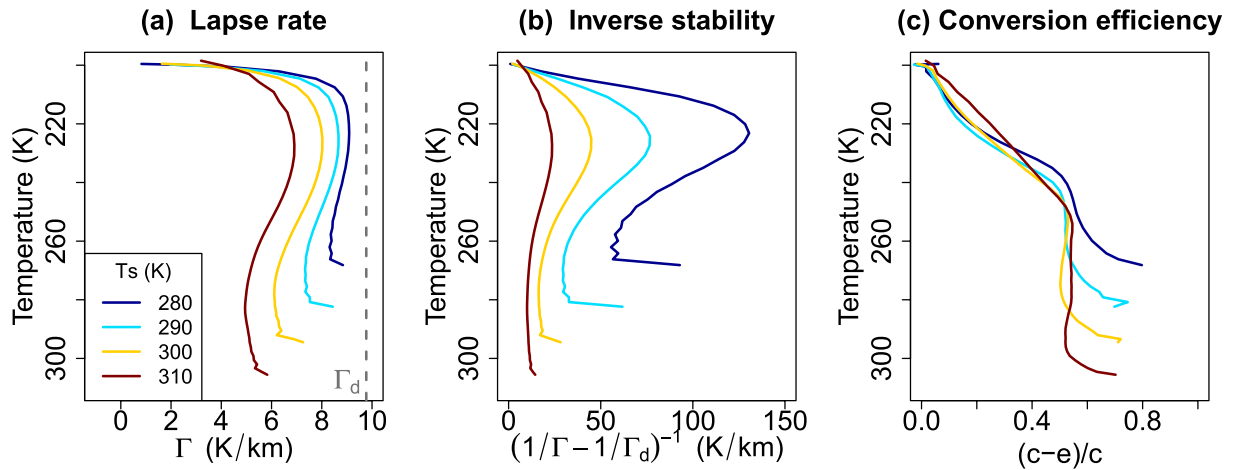 (a) Lapse rate
(b) Inverse stability
(c) Conversion efficiency
Temperature (K)
220
260
300
Ts (K)
280
290
300
310
Γd
0 2 4 6 8 10
Γ (K/km)
Temperature (K)
220
260
300
0 50 100 150
(1/Γ−1/Γd)−1 (K/km)
Temperature (K)
220
260
300
0.0 0.4 0.8
(c−e)/c